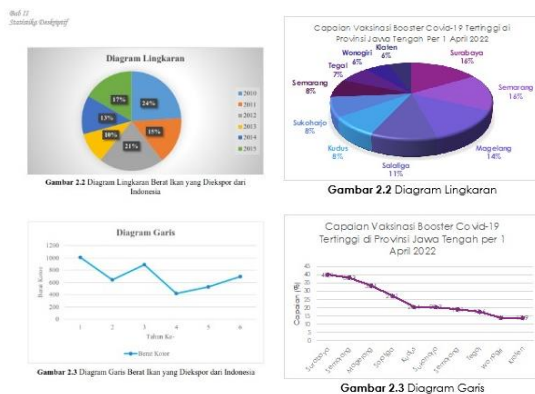 Bab II
Statistika Deskriptif
Diagram Lingkaran
17%
24%
13%
15%
10%
21%
2010
2011
2012
2013
2014
2015
Gambar 2.2 Diagram Lingkaran Berat Ikan yang Diekspor dari
Indonesia
Capaian Vaksinasi Booster Covid-19 Tertinggi di
Provinsi Jawa Tengan Per 1 April 2022
Wonogiri
6%
Klaten
6%
Surabaya
16%
Tegal
7%
Semarang
8%
Semarang
16%
Sukoharjo
8%
Kudus
8%
Magelang
14%
Salatiga
11%
Gambar 2.2 Diagram Lingkaran
Diagram Garis
1200
1000
800
600
400
200
0
Berat Kotor
1 2 3 4 5 6
Tahun Ke-
Berat Kotor
Gambar 2.3 Diagram Garis Berat Ikan yang Diekspor dari Indonesia
Capaian Vaksinasi Booster Covid-19
Tertinggi di Provinsi Jawa Tengah per 1
April 2022
Capaian (%)
45
40
35
30
25
20
15
10
5
0
Surabaya
Semarang
Magelang
Salatiga
Kudus
Sukoharjo
Semarang
Tegal
Klaten
Gambar 2.3 Diagram Garis